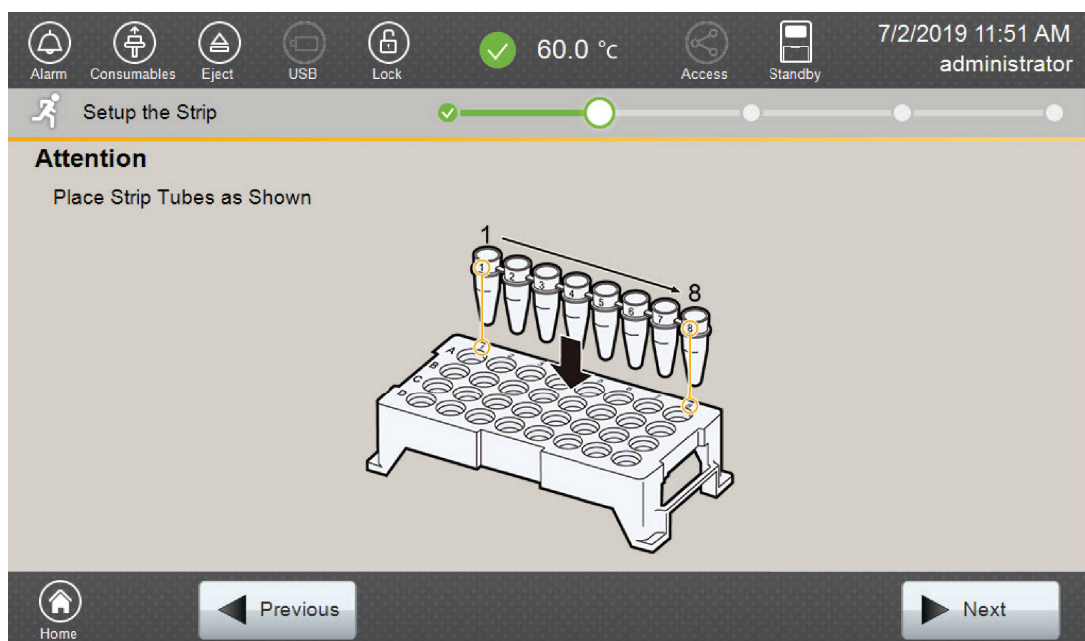 60.0 °c
7/2/2019 11:51 AM
administrator
Alarm
Consumables
Eject
USB
Lock
Access
Standby
Setup the Strip
Attention
Place Strip Tubes as Shown
1
8
1 2 3 4 5 6 7 8
A
B
C
D
Home
Previous
Next